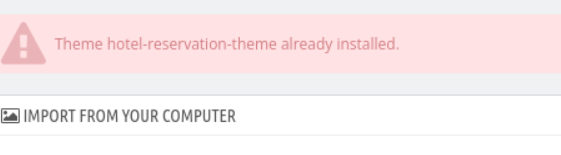 Theme hotel-reservation-theme already installed.
IMPORT FROM YOUR COMPUTER